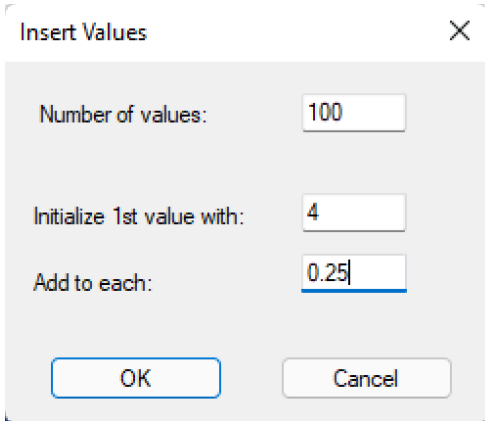 Insert Values
Number of values: 100
Initialize 1st value with: 4
Add to each: 0.25
OK Cancel